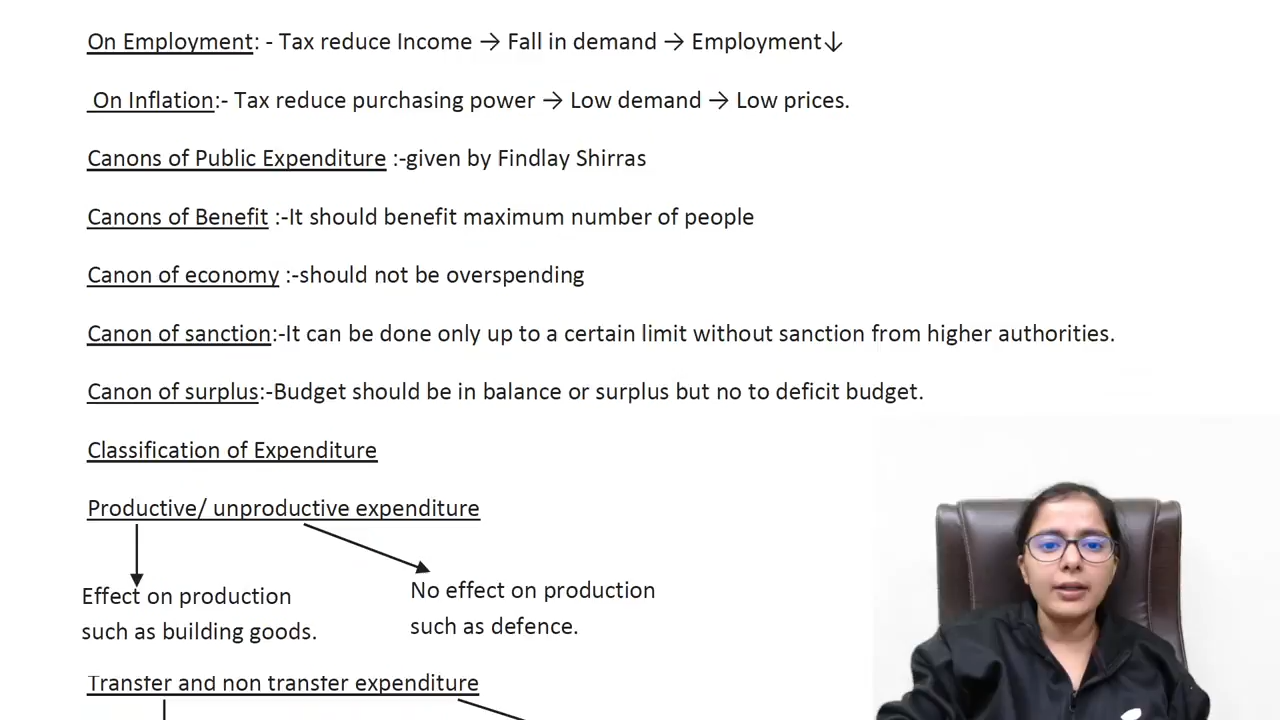 On Employment: - Tax reduce Income → Fall in demand → Employment↓
On Inflation:- Tax reduce purchasing power → Low demand → Low prices.
Canons of Public Expenditure :-given by Findlay Shirras
Canons of Benefit :-It should benefit maximum number of people
Canon of economy :-should not be overspending
Canon of sanction:-It can be done only up to a certain limit without sanction from higher authorities.
Canon of surplus:-Budget should be in balance or surplus but no to deficit budget.
Classification of Expenditure
Productive/ unproductive expenditure
Effect on production
such as building goods.
No effect on production
such as defence.
Transfer and non transfer expenditure